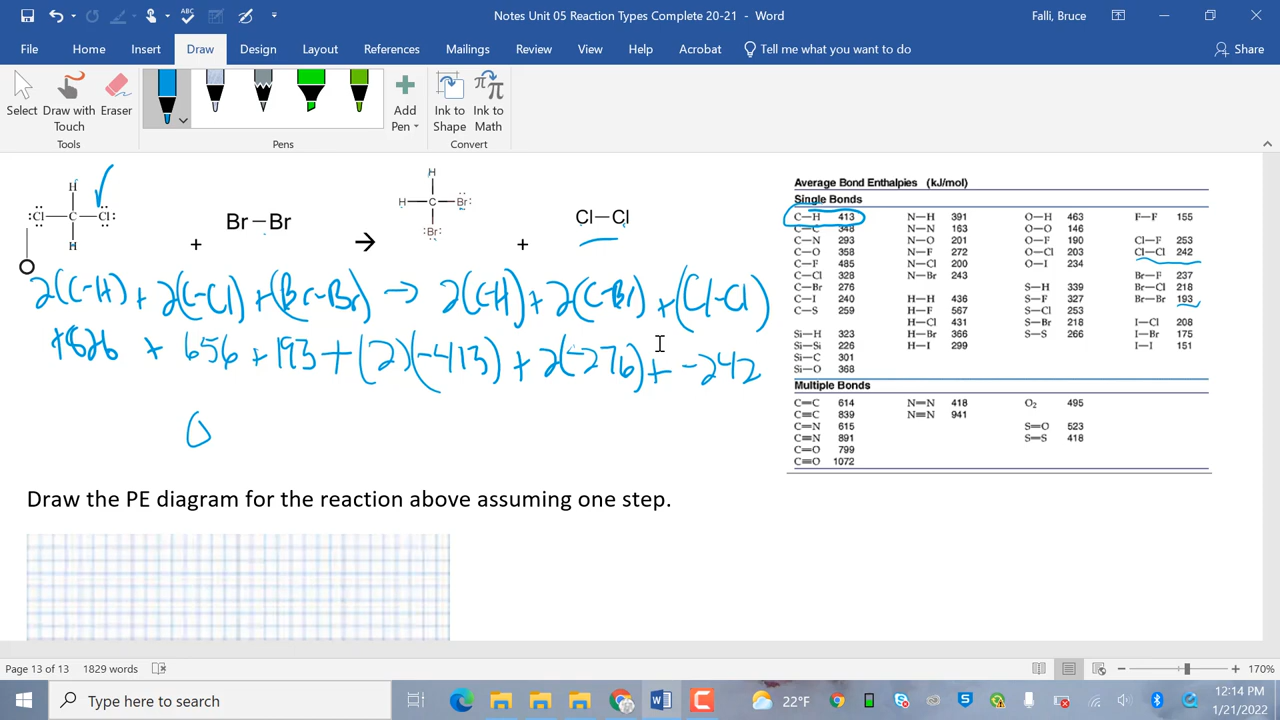 Notes Unit 05 Reaction Types Complete 20-21 - Word
Falli, Bruce
File Home Insert Draw Design Layout References Mailings Review View Help Acrobat Tell me what you want to do Share
Select Draw with Touch Eraser Add Pen Ink to Shape Ink to Math
Tools Pens Convert
H
:Cl—C—Cl:
H
+
Br—Br
→
H
H—C—Br:
:Br:
+
Cl—Cl
2(C-H) + 2(C-Cl) + (Br-Br) → 2(C-H) + 2(C-Br) + (Cl-Cl)
+826 + 656 + 193 + (2)(-413) + 2(-276) + -242
0
Draw the PE diagram for the reaction above assuming one step.
Average Bond Enthalpies (kJ/mol)
Single Bonds
C—H 413 N—H 391 O—H 463 F—F 155
C—C 348 N—N 163 O—O 146
C—N 293 N—O 201 O—F 190 Cl—F 253
C—O 358 N—F 272 O—Cl 203 Cl—Cl 242
C—F 485 N—Cl 200 O—I 234
C—Cl 328 N—Br 243 Br—F 237
C—Br 276 S—H 339 Br—Cl 218
C—I 240 H—H 436 S—F 327 Br—Br 193
C—S 259 H—F 567 S—Cl 253
H—Cl 431 S—Br 218 I—Cl 208
Si—H 323 H—Br 366 S—S 266 I—Br 175
Si—Si 226 H—I 299 I—I 151
Si—C 301
Si—O 368
Multiple Bonds
C=C 614 N=N 418 O2 495
C≡C 839 N≡N 941
C=N 615 S=O 523
C≡N 891 S=S 418
C=O 799
C≡O 1072
Page 13 of 13 1829 words 170%
Type here to search 22°F 12:14 PM
1/21/2022